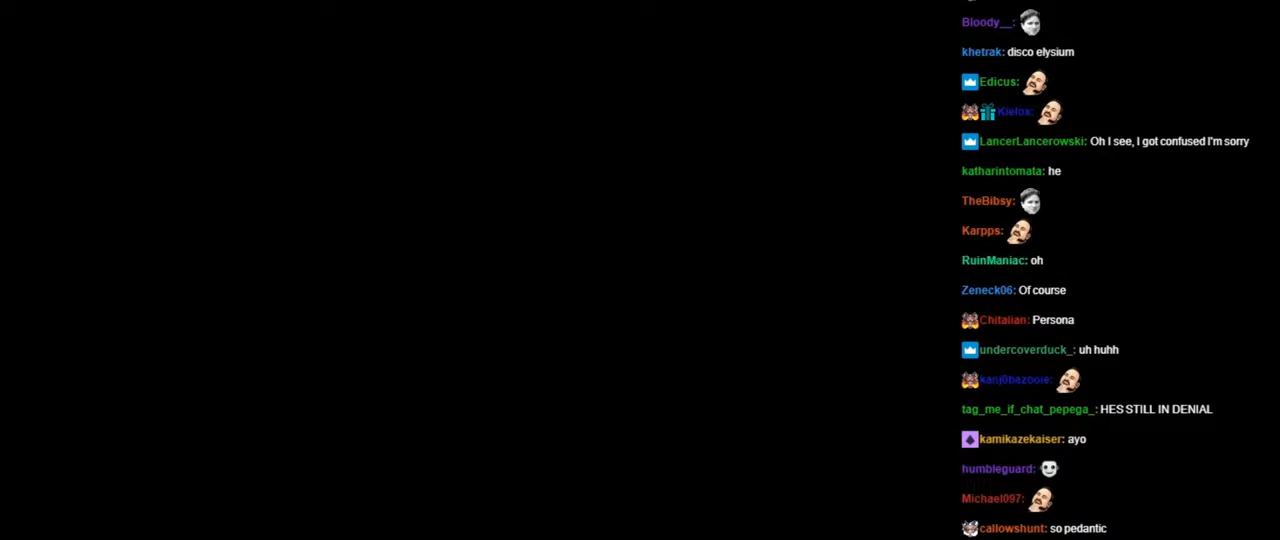 Bloody__:
khetrak: disco elysium
Edicus:
Kielos:
LancerLancerowski: Oh I see, I got confused I'm sorry
katharintomata: he
TheBibsy:
Karpps:
RuinManiac: oh
Zeneck06: Of course
Chitalian: Persona
undercoverduck_: uh huhh
kanj0bazooie:
tag_me_if_chat_pepega_: HES STILL IN DENIAL
kamikazekaiser: ayo
humbleguard:
Michael097:
callowshunt: so pedantic